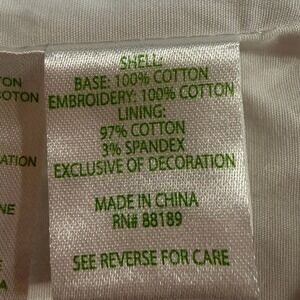 SHELL:
BASE: 100% COTTON
EMBROIDERY: 100% COTTON
LINING:
97% COTTON
3% SPANDEX
EXCLUSIVE OF DECORATION
MADE IN CHINA
RN# 88189
SEE REVERSE FOR CARE